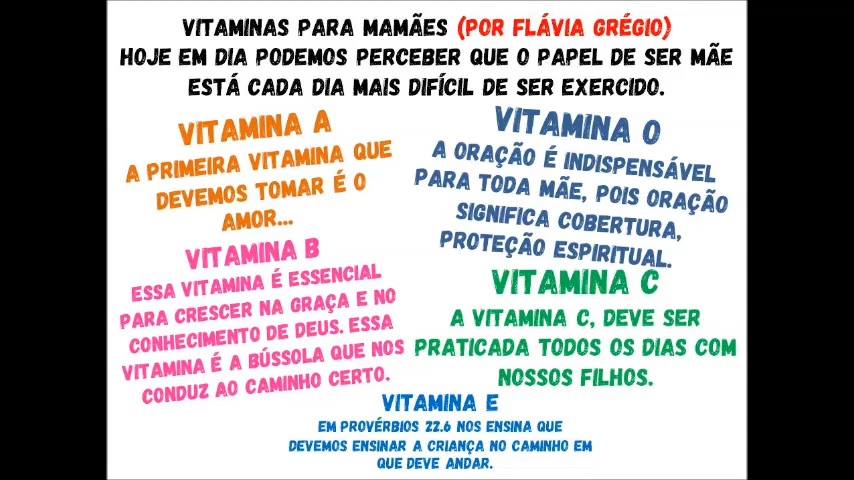 VITAMINAS PARA MAMÃES (POR FLÁVIA GRÉGIO)
HOJE EM DIA PODEMOS PERCEBER QUE O PAPEL DE SER MÃE
ESTÁ CADA DIA MAIS DIFÍCIL DE SER EXERCIDO.
VITAMINA A
A PRIMEIRA VITAMINA QUE
DEVEMOS TOMAR É O
AMOR...
VITAMINA O
A ORAÇÃO É INDISPENSÁVEL
PARA TODA MÃE, POIS ORAÇÃO
SIGNIFICA COBERTURA,
PROTEÇÃO ESPIRITUAL.
VITAMINA B
ESSA VITAMINA É ESSENCIAL
PARA CRESCER NA GRAÇA E NO
CONHECIMENTO DE DEUS. ESSA
VITAMINA É A BÚSSOLA QUE NOS
CONDUZ AO CAMINHO CERTO.
VITAMINA C
A VITAMINA C, DEVE SER
PRATICADA TODOS OS DIAS COM
NOSSOS FILHOS.
VITAMINA E
EM PROVÉRBIOS 22.6 NOS ENSINA QUE
DEVEMOS ENSINAR A CRIANÇA NO CAMINHO EM
QUE DEVE ANDAR.